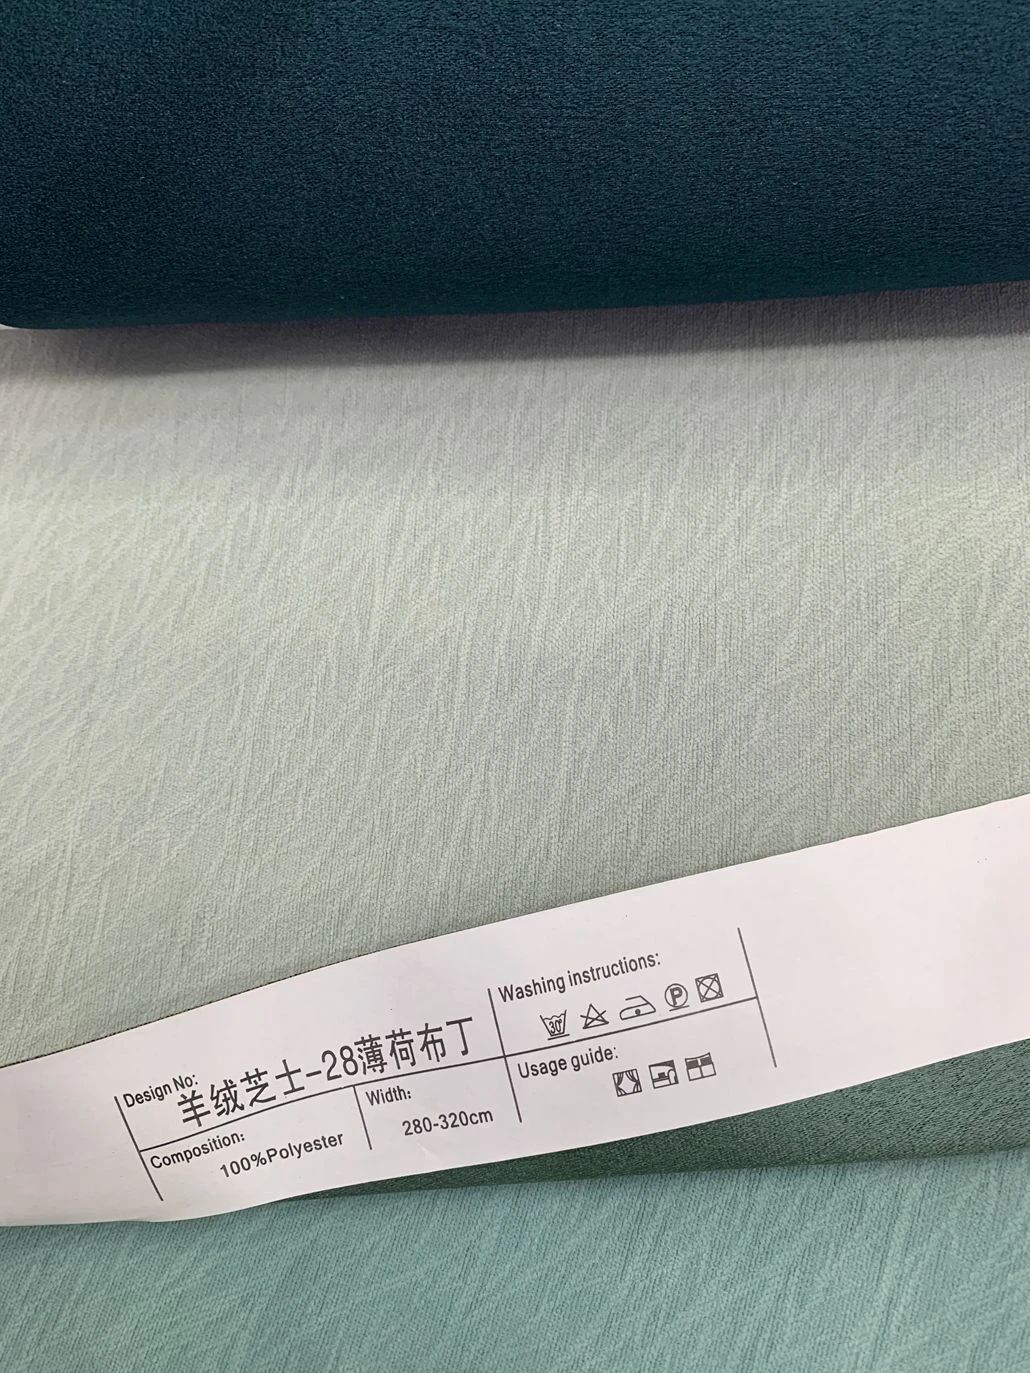 Design No:
羊绒芝士-28薄荷布丁
Composition:
100%Polyester
Width:
280-320cm
Washing instructions:
30°
P
Usage guide: